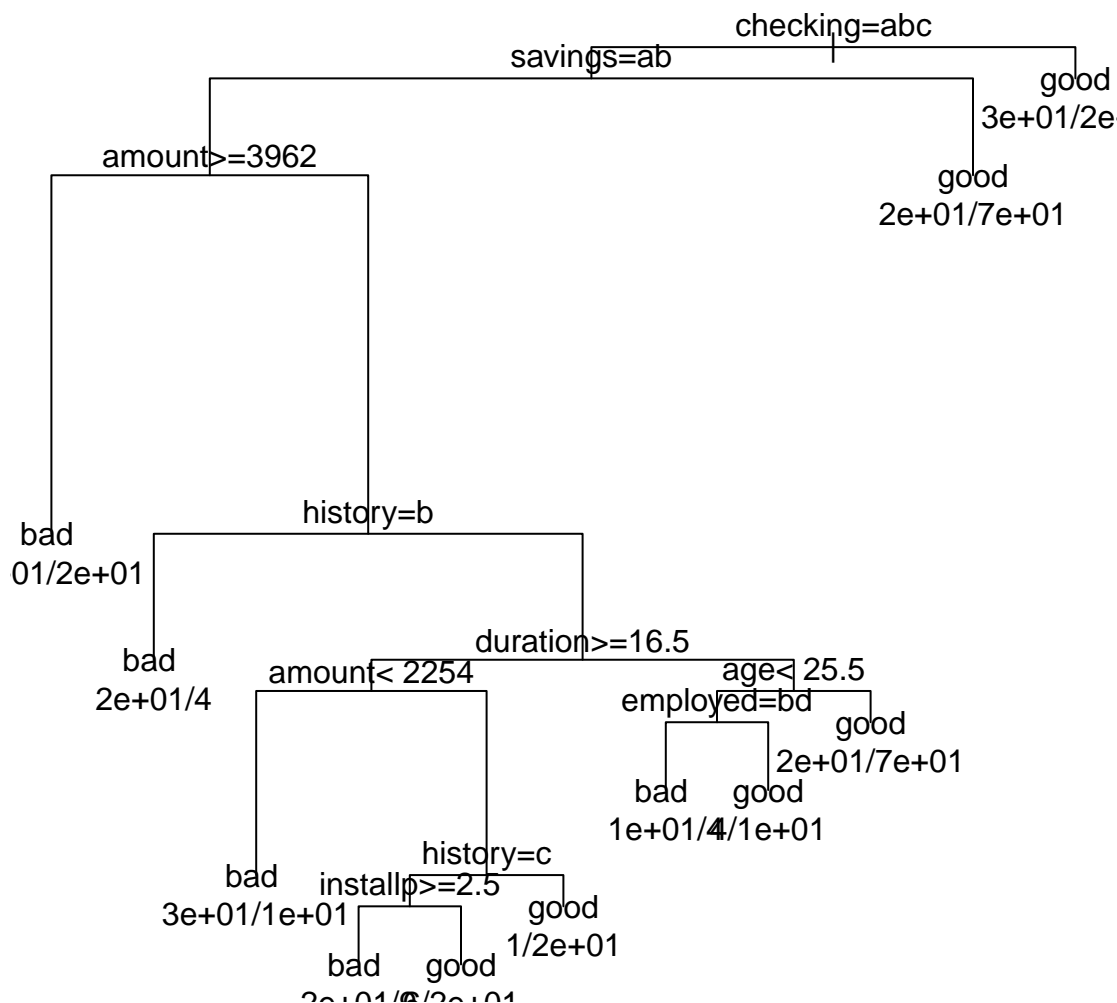 checking=abc
savings=ab
good
3e+01/2e
amount>=3962
good
2e+01/7e+01
history=b
bad
01/2e+01
duration>=16.5
bad
2e+01/4
amount< 2254
age< 25.5
employed=bd
good
2e+01/7e+01
bad
good
1e+01/4
4/1e+01
history=c
bad
3e+01/1e+01
installp>=2.5
good
1/2e+01
bad
good
6/2e+01